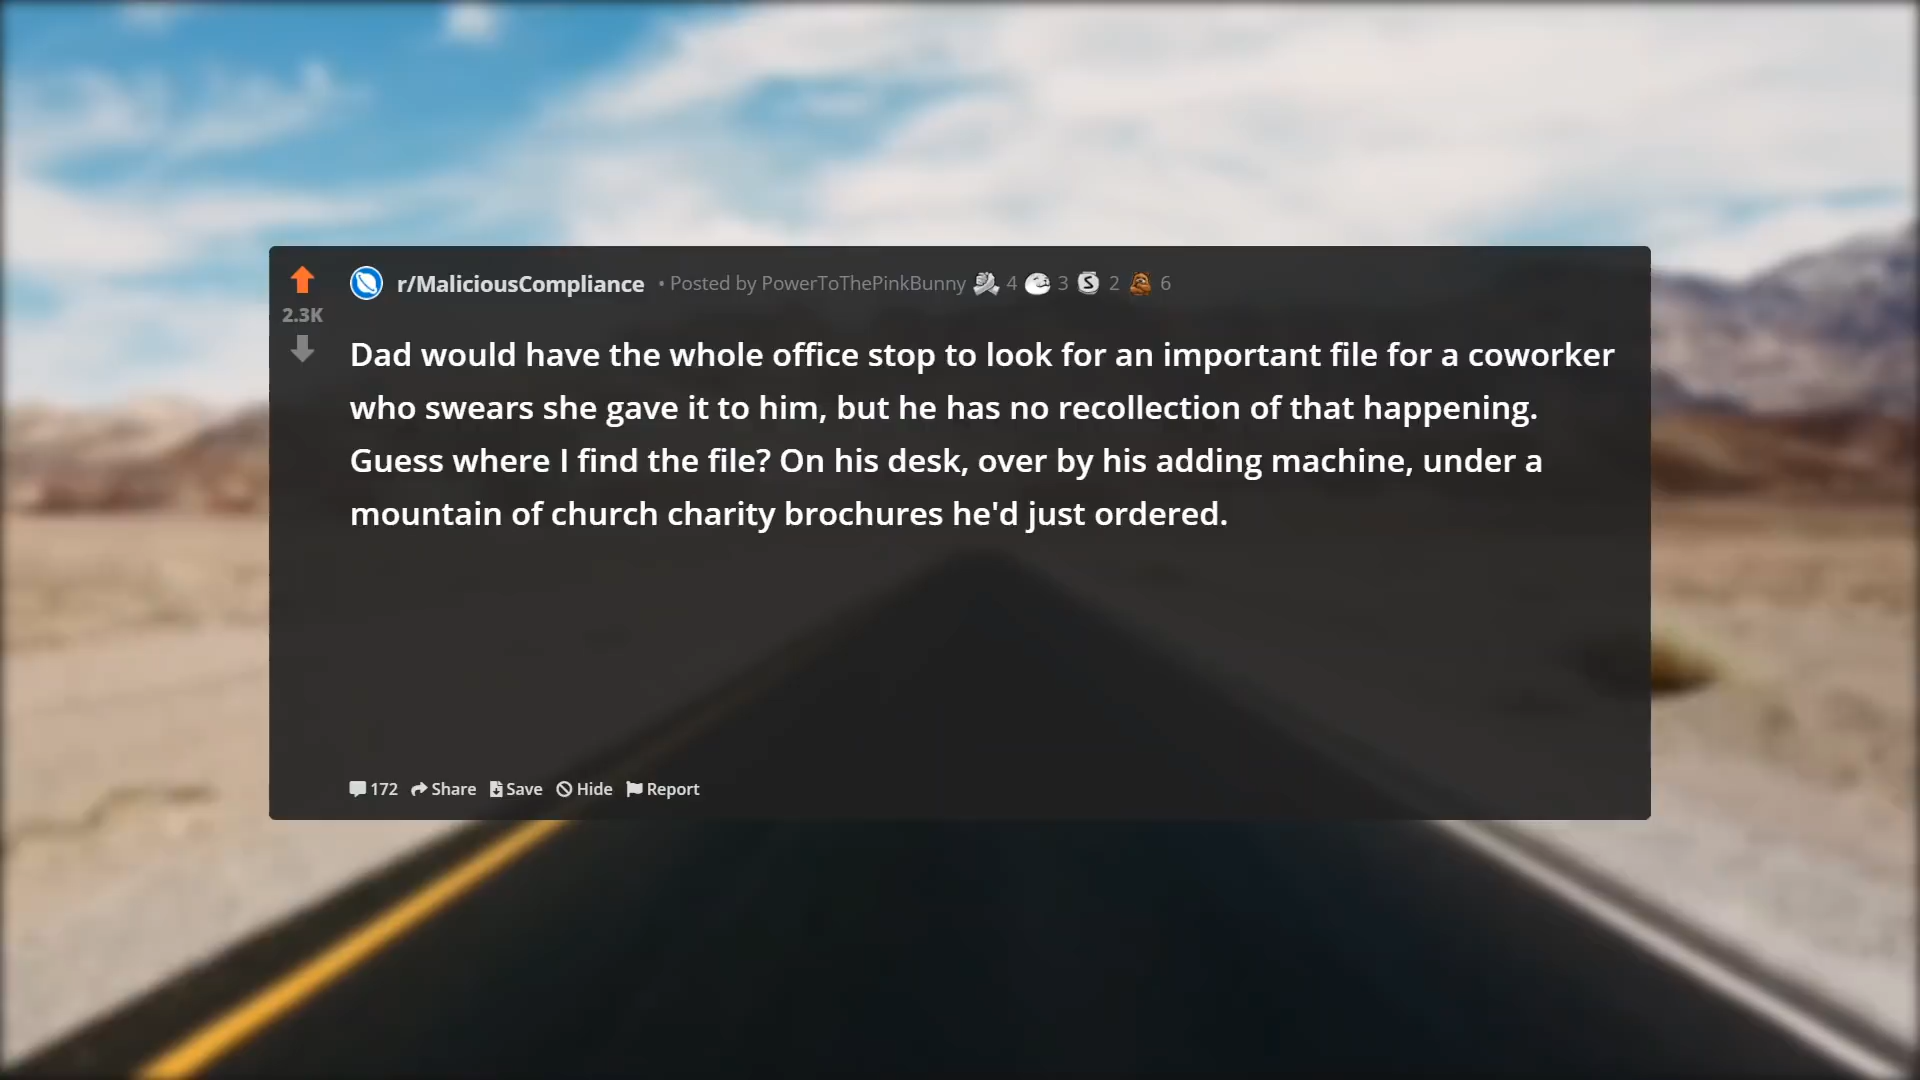 r/MaliciousCompliance • Posted by PowerToThePinkBunny 4 3 2 6
2.3K
Dad would have the whole office stop to look for an important file for a coworker
who swears she gave it to him, but he has no recollection of that happening.
Guess where I find the file? On his desk, over by his adding machine, under a
mountain of church charity brochures he'd just ordered.
172 Share Save Hide Report